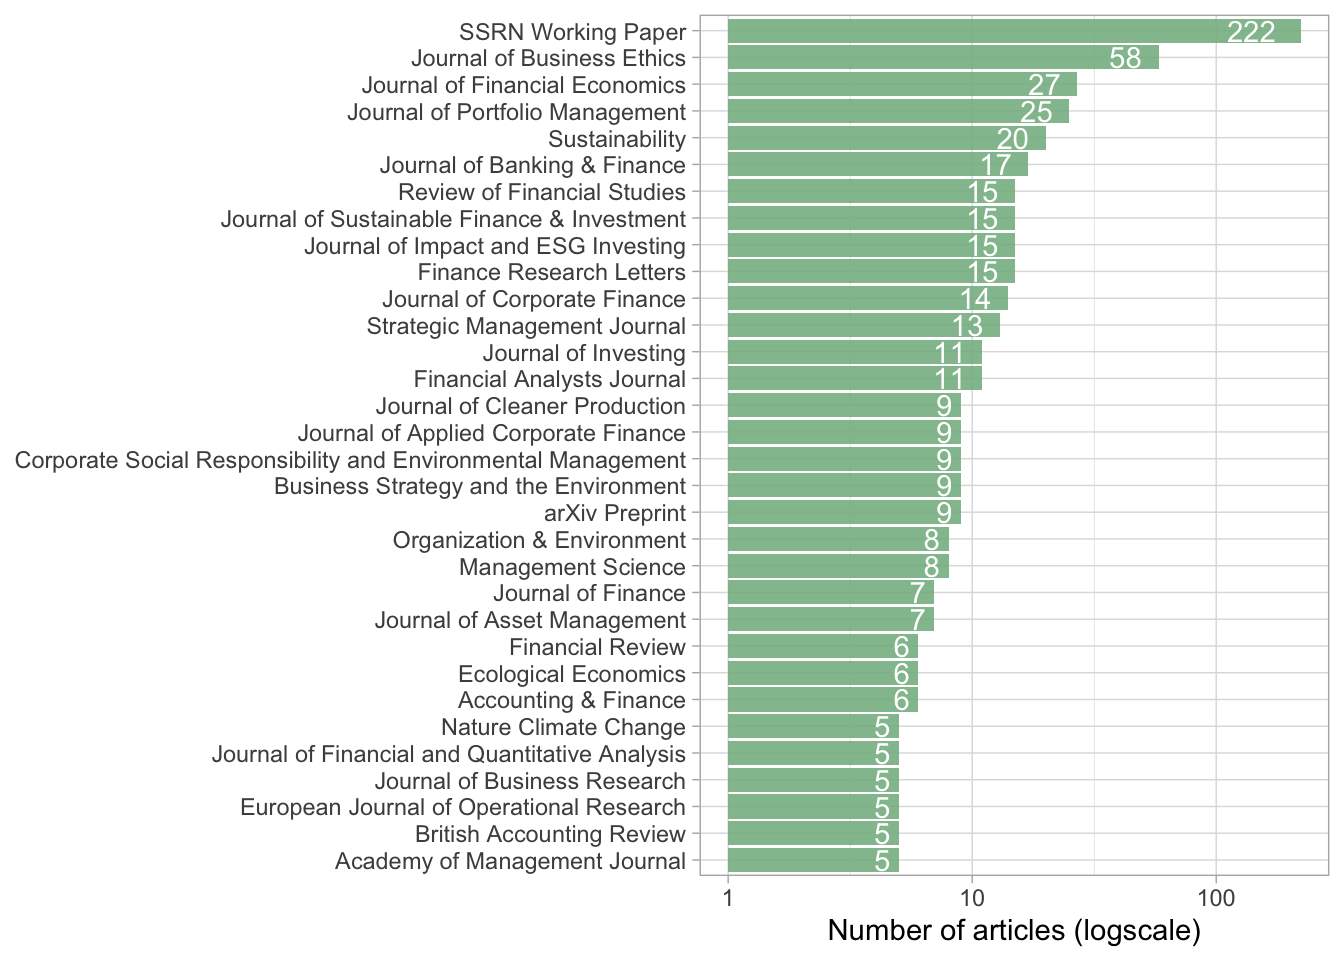 SSRN Working Paper 222
Journal of Business Ethics 58
Journal of Financial Economics 27
Journal of Portfolio Management 25
Sustainability 20
Journal of Banking & Finance 17
Review of Financial Studies 15
Journal of Sustainable Finance & Investment 15
Journal of Impact and ESG Investing 15
Finance Research Letters 15
Journal of Corporate Finance 14
Strategic Management Journal 13
Journal of Investing 11
Financial Analysts Journal 11
Journal of Cleaner Production 9
Journal of Applied Corporate Finance 9
Corporate Social Responsibility and Environmental Management 9
Business Strategy and the Environment 9
arXiv Preprint 9
Organization & Environment 8
Management Science 8
Journal of Finance 7
Journal of Asset Management 7
Financial Review 6
Ecological Economics 6
Accounting & Finance 6
Nature Climate Change 5
Journal of Financial and Quantitative Analysis 5
Journal of Business Research 5
European Journal of Operational Research 5
British Accounting Review 5
Academy of Management Journal 5
1 10 100
Number of articles (logscale)